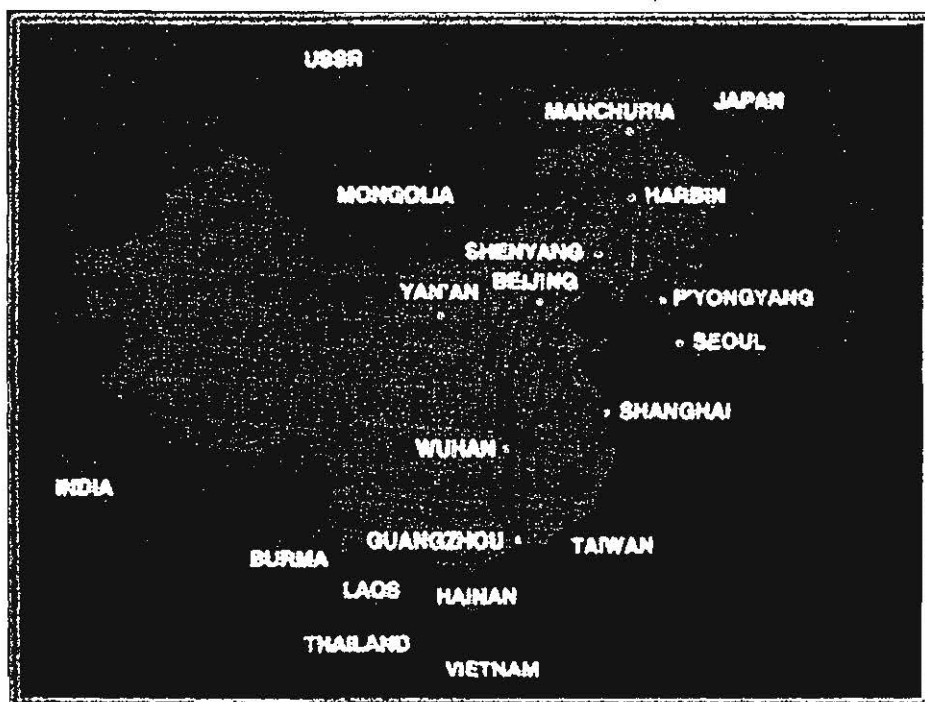 USSR
JAPAN
MANCHURIA
MONGOLIA
HARBIN
SHENYANG
BEIJING
YAN'AN
P'YONGYANG
SEOUL
SHANGHAI
WUHAN
INDIA
GUANGZHOU
TAIWAN
BURMA
LAOS
HAINAN
THAILAND
VIETNAM